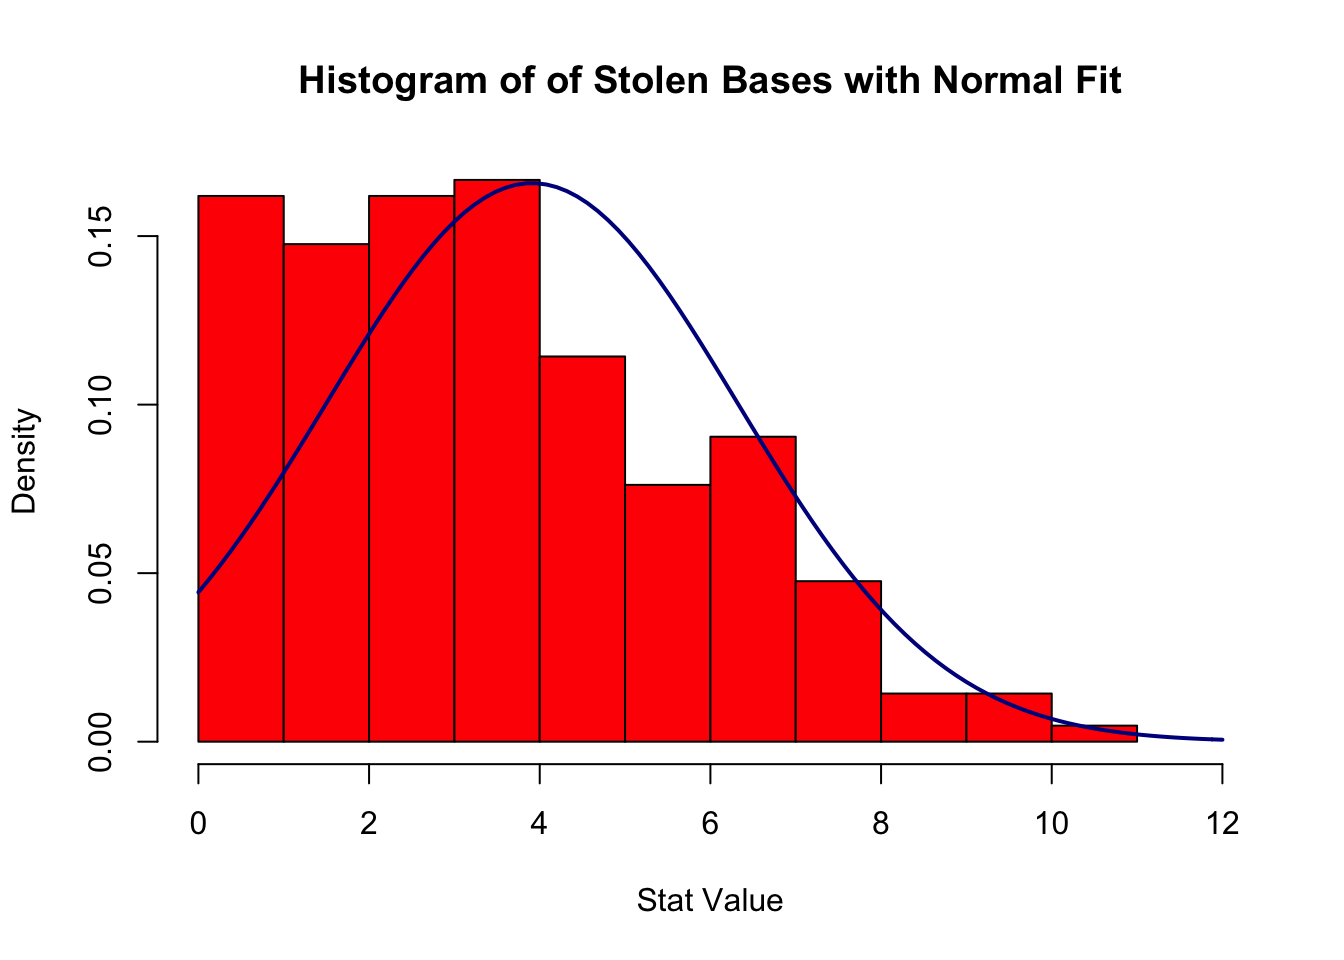 Histogram of of Stolen Bases with Normal Fit
Density
0.15
0.10
0.05
0.00
0 2 4 6 8 10 12
Stat Value